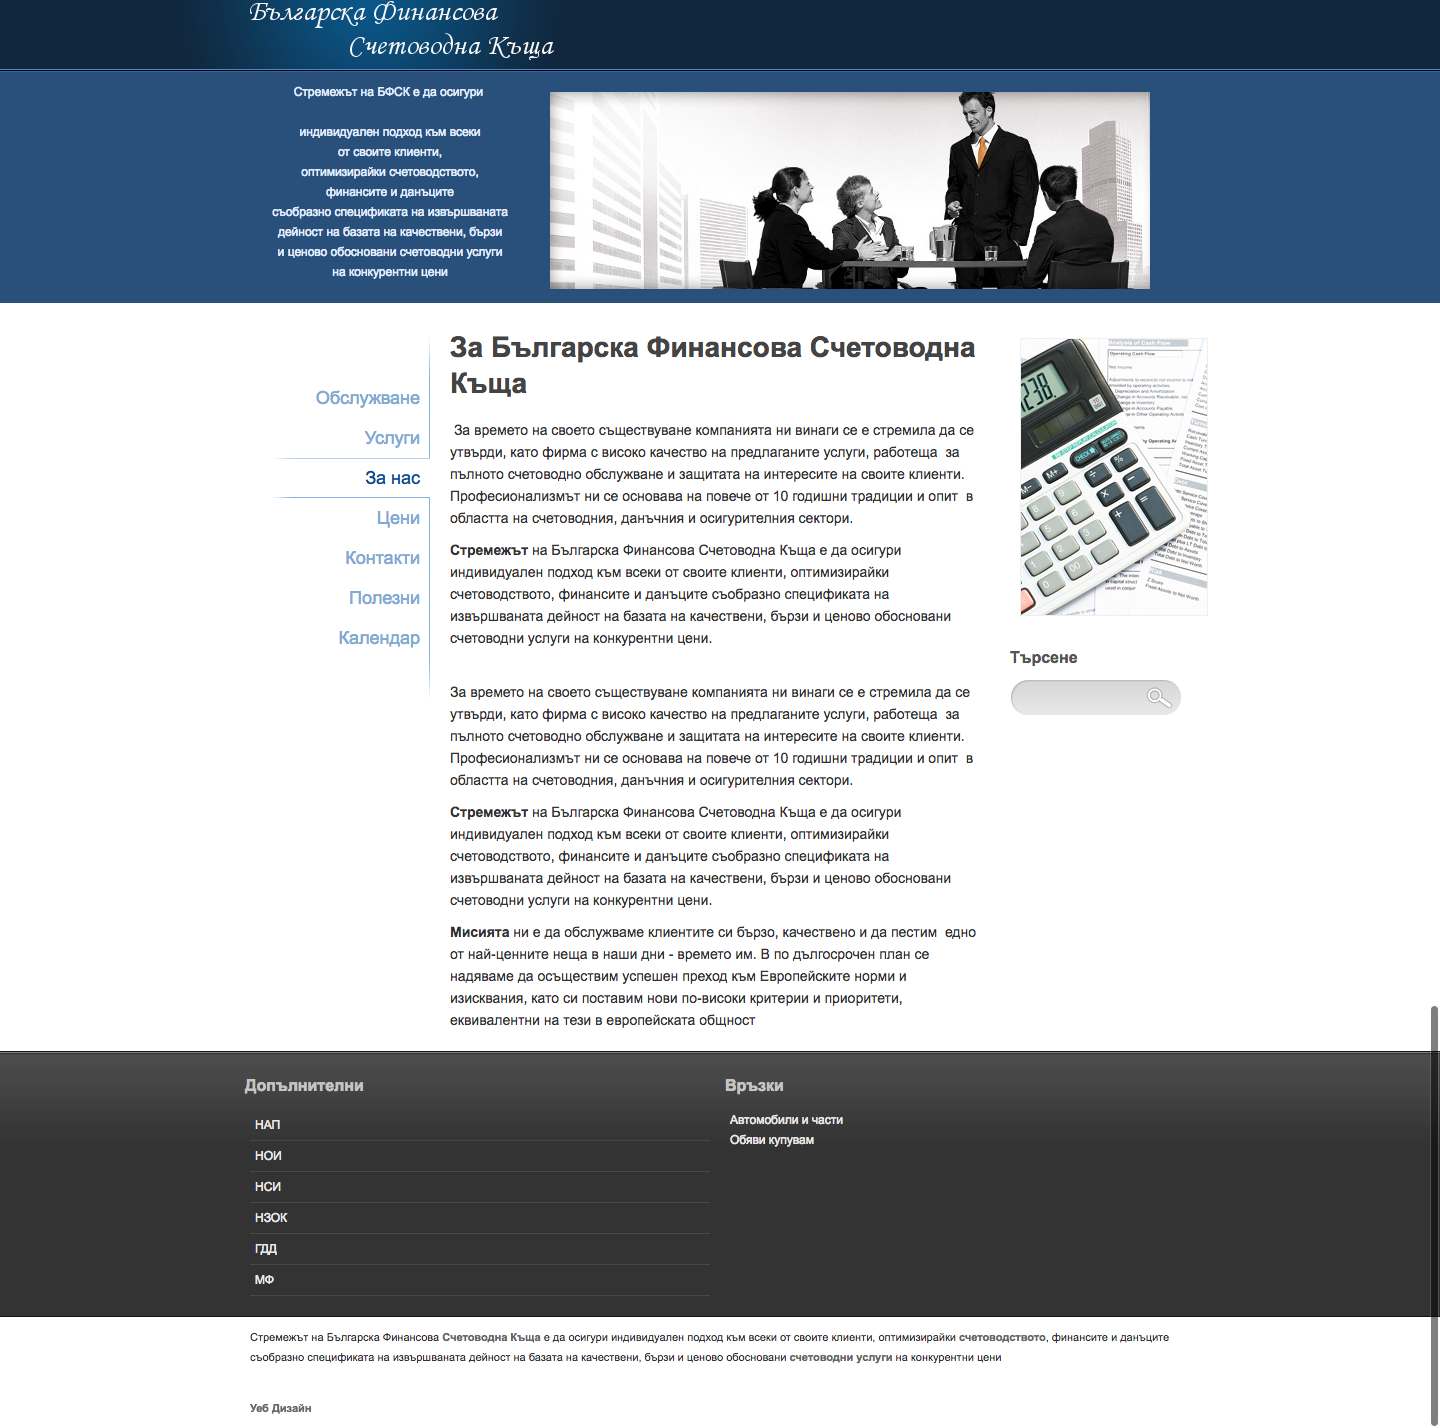 Българска Финансова
Счетоводна Къща
Стремежът на БФСК е да осигури
индивидуален подход към всеки
от своите клиенти,
оптимизирайки счетоводството,
финансите и данъците
съобразно спецификата на извършваната
дейност на базата на качествени, бързи
и ценово обосновани счетоводни услуги
на конкурентни цени
Обслужване
Услуги
За нас
Цени
Контакти
Полезни
Календар
За Българска Финансова Счетоводна
Къща
За времето на своето съществуване компанията ни винаги се е стремила да се
утвърди, като фирма с високо качество на предлаганите услуги, работеща за
пълното счетоводно обслужване и защитата на интересите на своите клиенти.
Професионализмът ни се основава на повече от 10 годишни традиции и опит в
областта на счетоводния, данъчния и осигурителния сектори.
Стремежът на Българска Финансова Счетоводна Къща е да осигури
индивидуален подход към всеки от своите клиенти, оптимизирайки
счетоводството, финансите и данъците съобразно спецификата на
извършваната дейност на базата на качествени, бързи и ценово обосновани
счетоводни услуги на конкурентни цени.
За времето на своето съществуване компанията ни винаги се е стремила да се
утвърди, като фирма с високо качество на предлаганите услуги, работеща за
пълното счетоводно обслужване и защитата на интересите на своите клиенти.
Професионализмът ни се основава на повече от 10 годишни традиции и опит в
областта на счетоводния, данъчния и осигурителния сектори.
Стремежът на Българска Финансова Счетоводна Къща е да осигури
индивидуален подход към всеки от своите клиенти, оптимизирайки
счетоводството, финансите и данъците съобразно спецификата на
извършваната дейност на базата на качествени, бързи и ценово обосновани
счетоводни услуги на конкурентни цени.
Мисията ни е да обслужваме клиентите си бързо, качествено и да пестим едно
от най-ценните неща в наши дни - времето им. В по дългосрочен план се
надяваме да осъществим успешен преход към Европейските норми и
изисквания, като си поставим нови по-високи критерии и приоритети,
еквивалентни на тези в европейската общност
Analysis of Cash Flow
Operating Cash Flow
Търсене
Допълнителни
НАП
НОИ
НСИ
НЗОК
ГДД
МФ
Връзки
Автомобили и части
Обяви купувам
Стремежът на Българска Финансова Счетоводна Къща е да осигури индивидуален подход към всеки от своите клиенти, оптимизирайки счетоводството, финансите и данъците
съобразно спецификата на извършваната дейност на базата на качествени, бързи и ценово обосновани счетоводни услуги на конкурентни цени
Уеб Дизайн